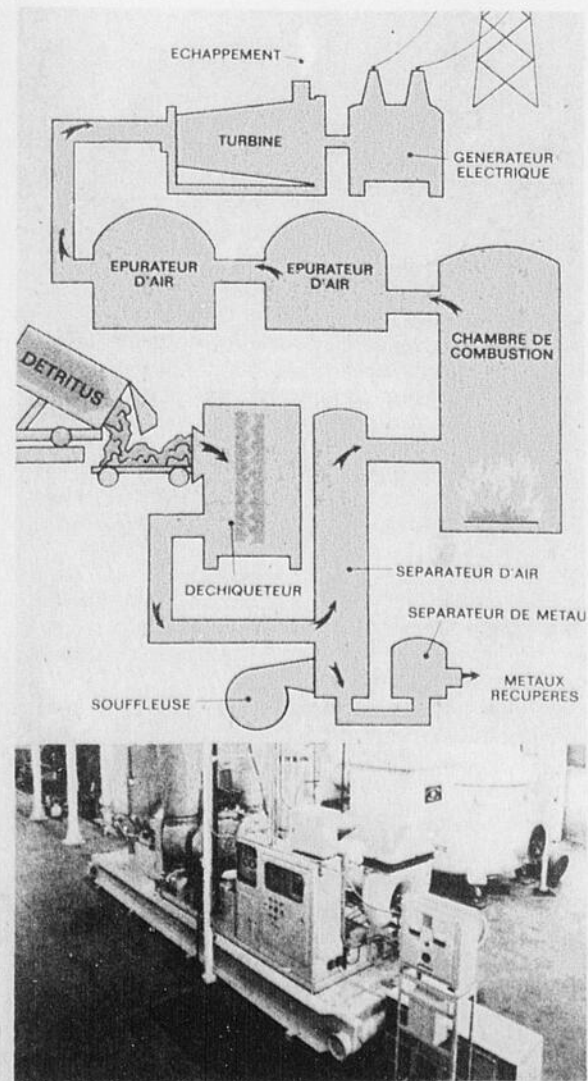 ECHAPPEMENT
TURBINE
GENERATEUR
ELECTRIQUE
EPURATEUR
D'AIR
EPURATEUR
D'AIR
CHAMBRE DE
COMBUSTION
DETRITUS
DECHIQUETEUR
SEPARATEUR D'AIR
SEPARATEUR DE METAU
METAUX
RECUPERES
SOUFFLEUSE